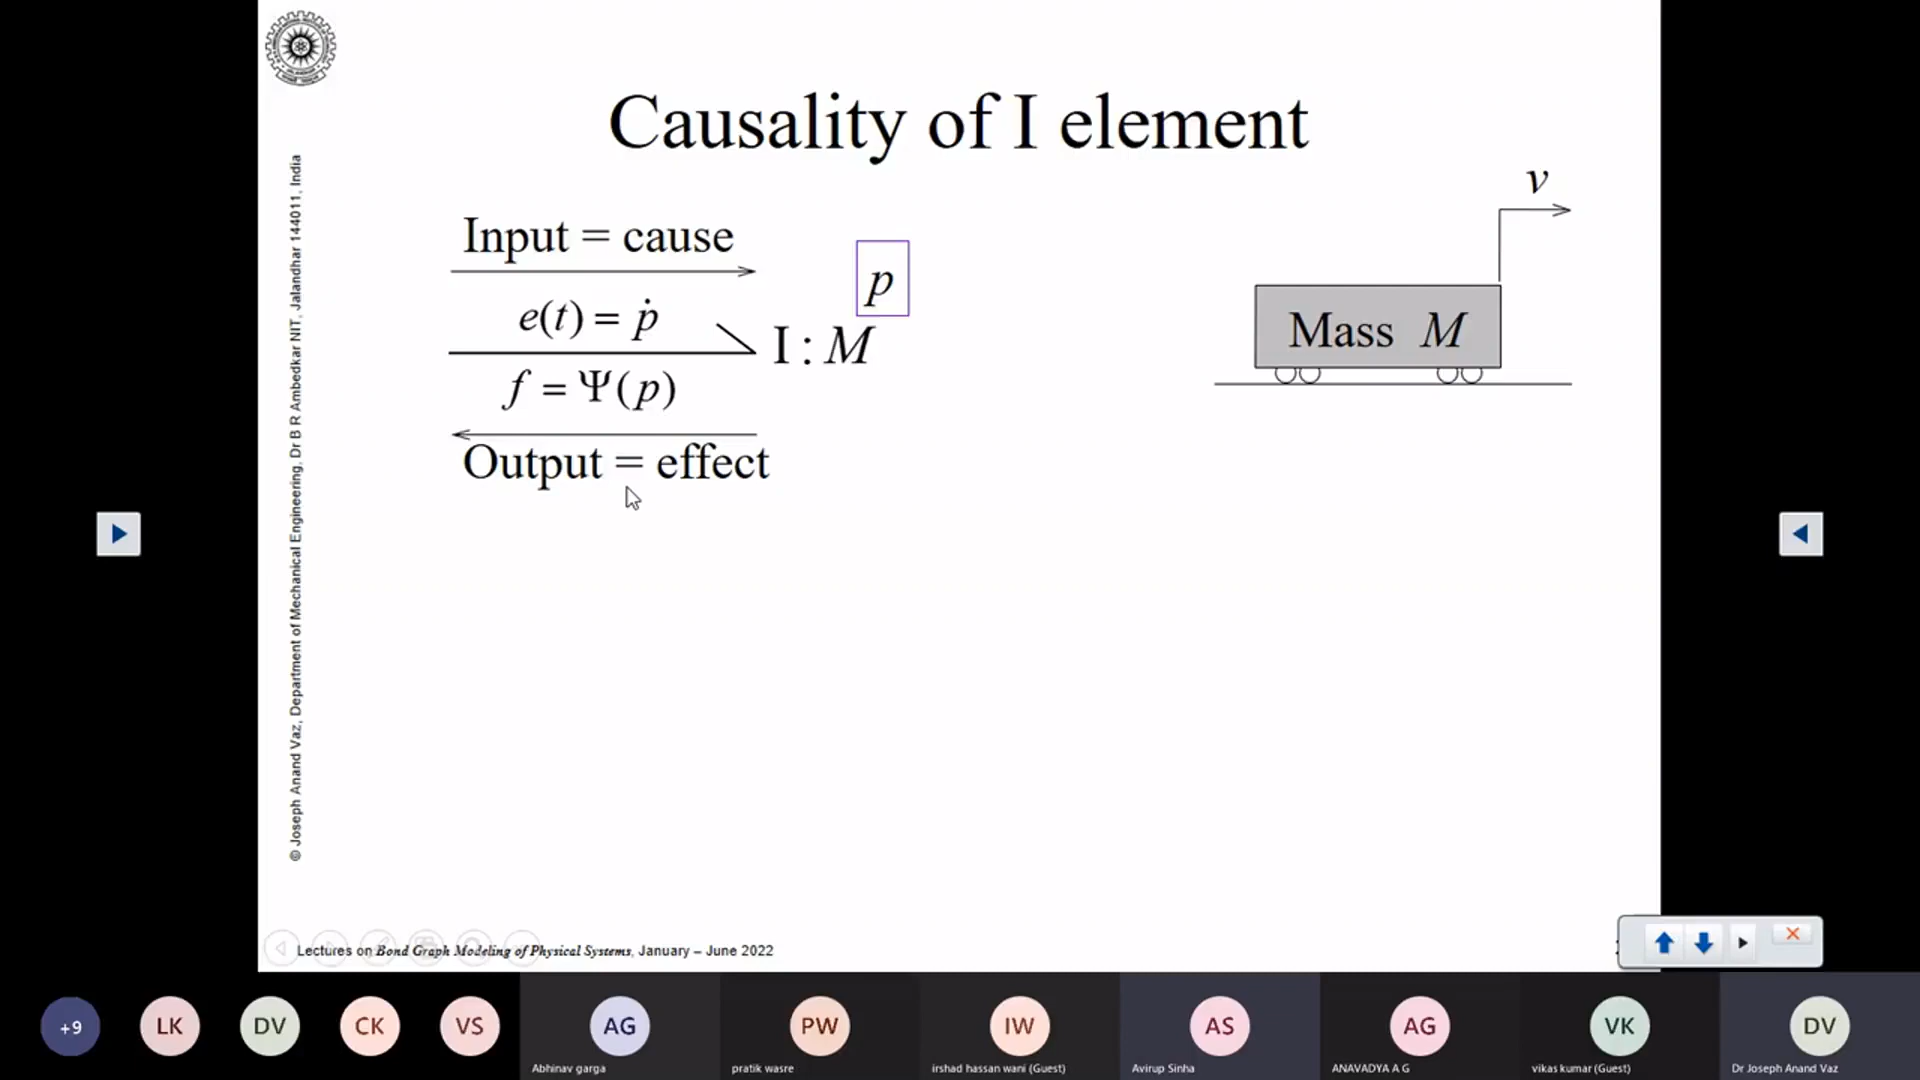 Causality of I element
v
Input = cause
p
e(t) = ṗ
I : M
Mass M
f = Ψ(p)
Output = effect
© Joseph Anand Vaz, Department of Mechanical Engineering, Dr B R Ambedkar NIT, Jalandhar 144011, India
Lectures on Bond Graph Modeling of Physical Systems, January – June 2022
+9
LK
DV
CK
VS
AG
PW
IW
AS
AG
VK
DV
Abhinav garga
pratik wasre
irshad hassan wani (Guest)
Avirup Sinha
ANAVADYA A G
vikas kumar (Guest)
Dr Joseph Anand Vaz